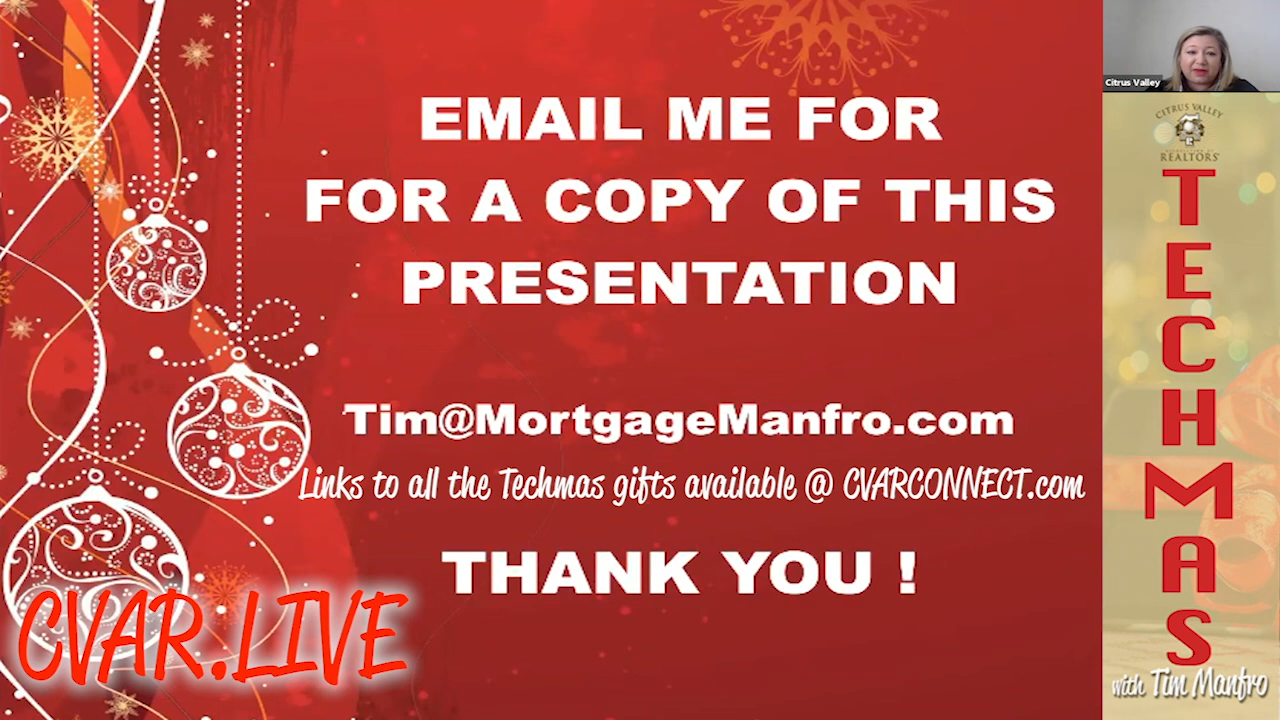 EMAIL ME FOR
FOR A COPY OF THIS
PRESENTATION
Tim@MortgageManfro.com
Links to all the Techmas gifts available @ CVARCONNECT.com
THANK YOU !
CVAR.LIVE
Citrus Valley
CITRUS VALLEY
REALTORS
TECHMAS
with Tim Manfro